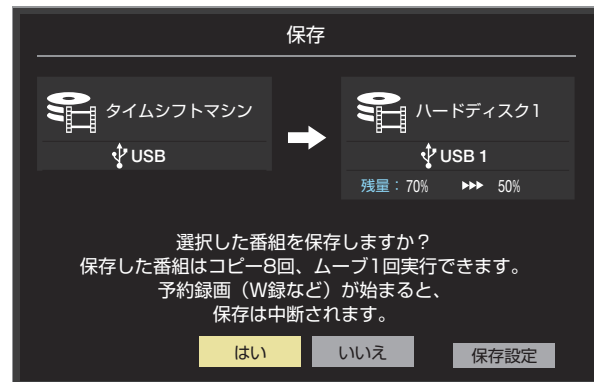 保存
タイムシフトマシン
USB
ハードディスク1
USB 1
残量：70% ▶▶▶ 50%
選択した番組を保存しますか？
保存した番組はコピー8回、ムーブ1回実行できます。
予約録画（W録など）が始まると、
保存は中断されます。
はい いいえ 保存設定